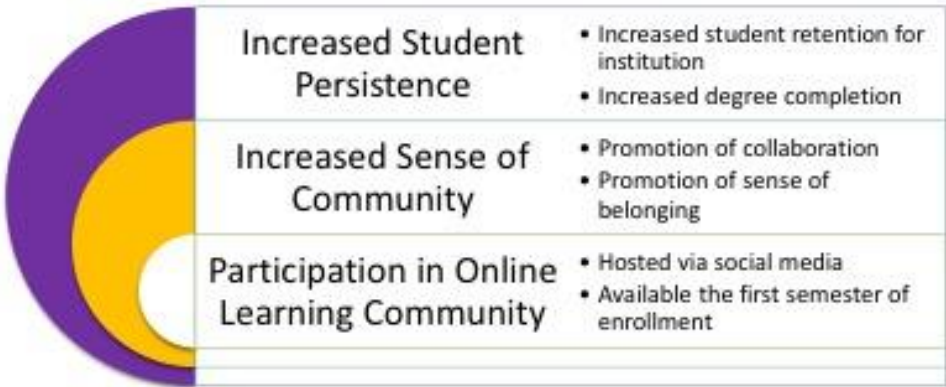 Increased Student
Persistence
• Increased student retention for
institution
• Increased degree completion
Increased Sense of
Community
• Promotion of collaboration
• Promotion of sense of
belonging
Participation in Online
Learning Community
• Hosted via social media
• Available the first semester of
enrollment